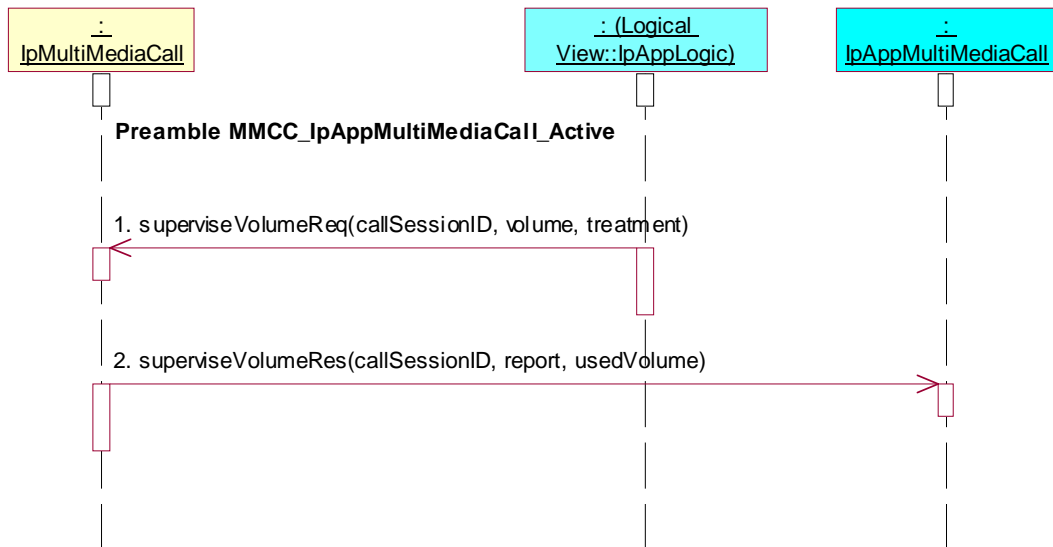 :
IpMultiMediaCall
: (Logical
View::IpAppLogic)
:
IpAppMultiMediaCall
Preamble MMCC_IpAppMultiMediaCall_Active
1. superviseVolumeReq(callSessionID, volume, treatment)
2. superviseVolumeRes(callSessionID, report, usedVolume)